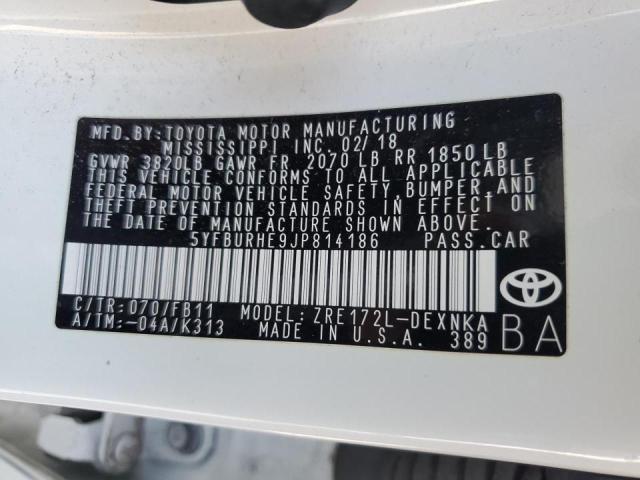 MFD. BY: TOYOTA MOTOR MANUFACTURING
MISSISSIPPI INC. 02/18
GVWR 3820LB GAWR FR 2070 LB RR 1850 LB
THIS VEHICLE CONFORMS TO ALL APPLICABLE
FEDERAL MOTOR VEHICLE SAFETY, BUMPER, AND
THEFT PREVENTION STANDARDS IN EFFECT ON
THE DATE OF MANUFACTURE SHOWN ABOVE.
5YFBURHE9JP814186 PASS.CAR
C/TR:070/FB11 MODEL: ZRE172L-DEXNKA
A/TM:-04A/K313 MADE IN U.S.A. 389
BA